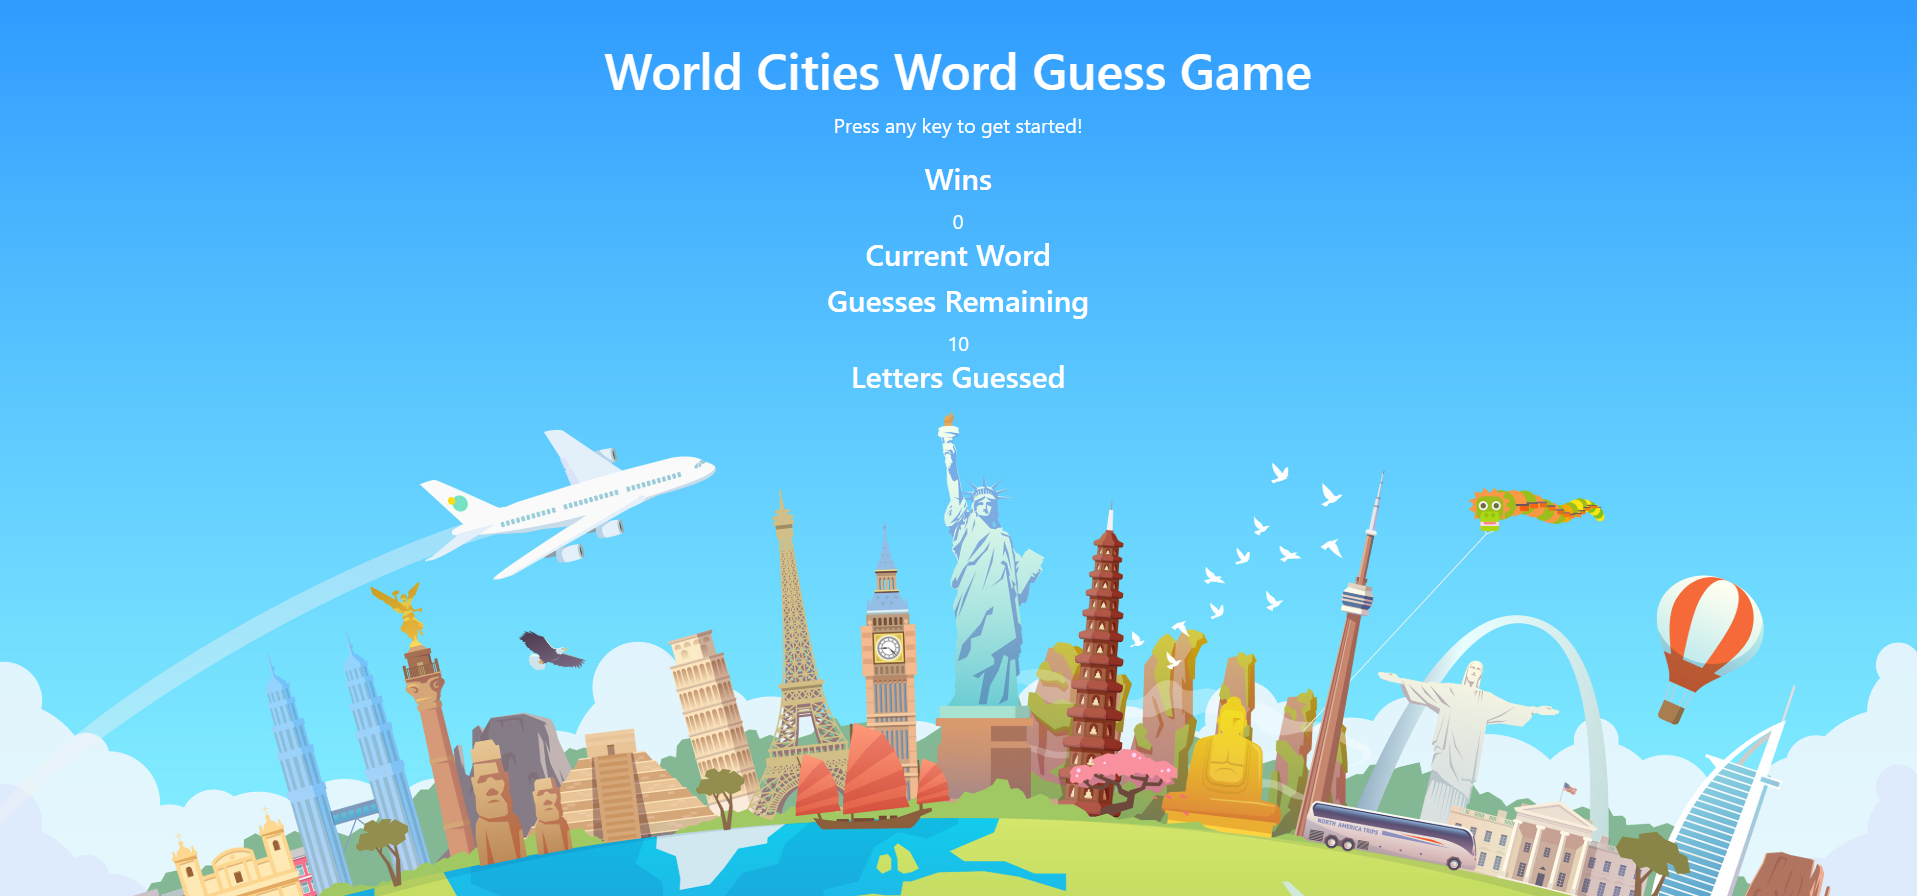 World Cities Word Guess Game
Press any key to get started!
Wins
0
Current Word
Guesses Remaining
10
Letters Guessed
NORTH AMERICA TRIPS